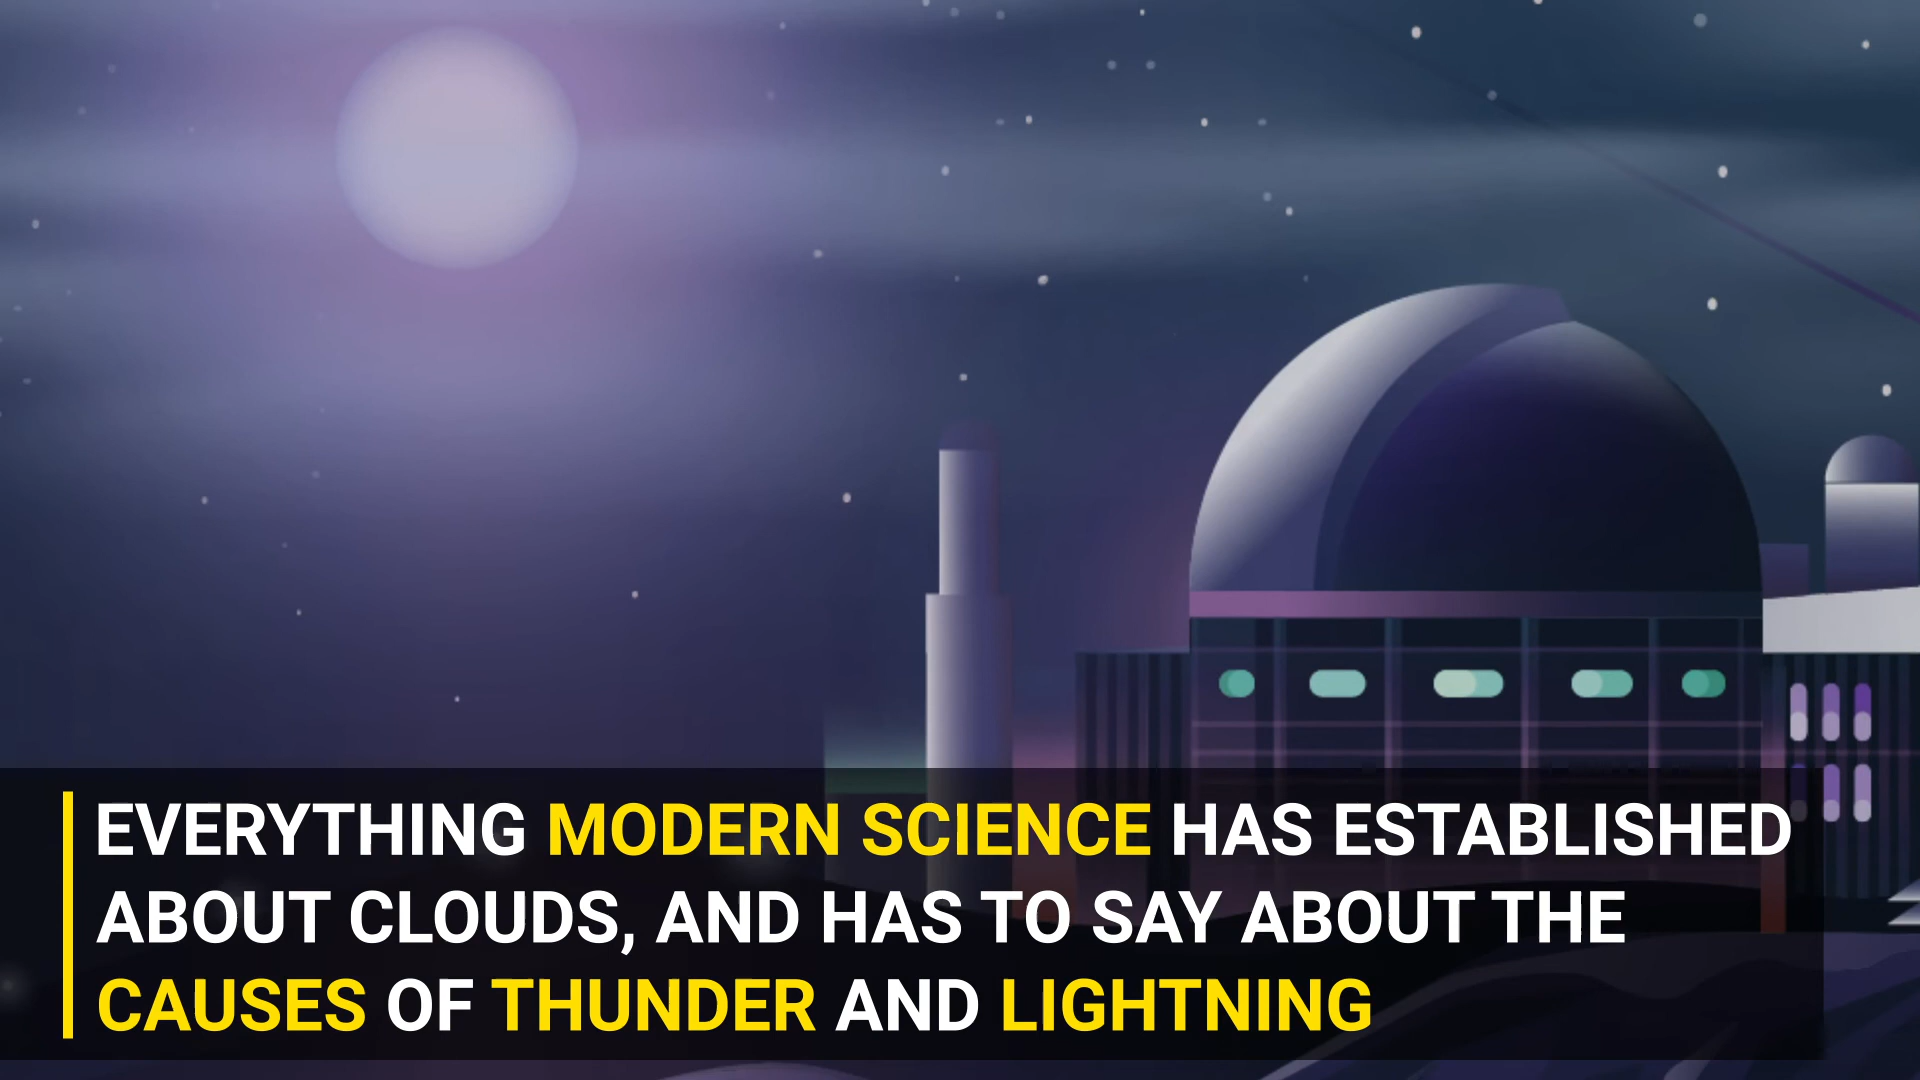 EVERYTHING MODERN SCIENCE HAS ESTABLISHED
ABOUT CLOUDS, AND HAS TO SAY ABOUT THE
CAUSES OF THUNDER AND LIGHTNING